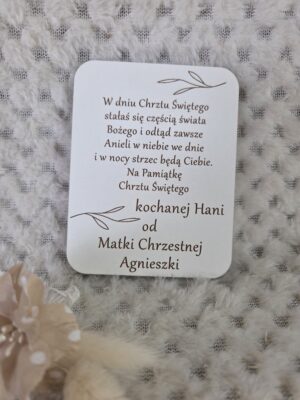 W dniu Chrztu Świętego
stałaś się częścią świata
Bożego i odtąd zawsze
Anieli w niebie we dnie
i w nocy strzec będą Ciebie.
Na Pamiątkę
Chrztu Świętego
kochanej Hani
od
Matki Chrzestnej
Agnieszki